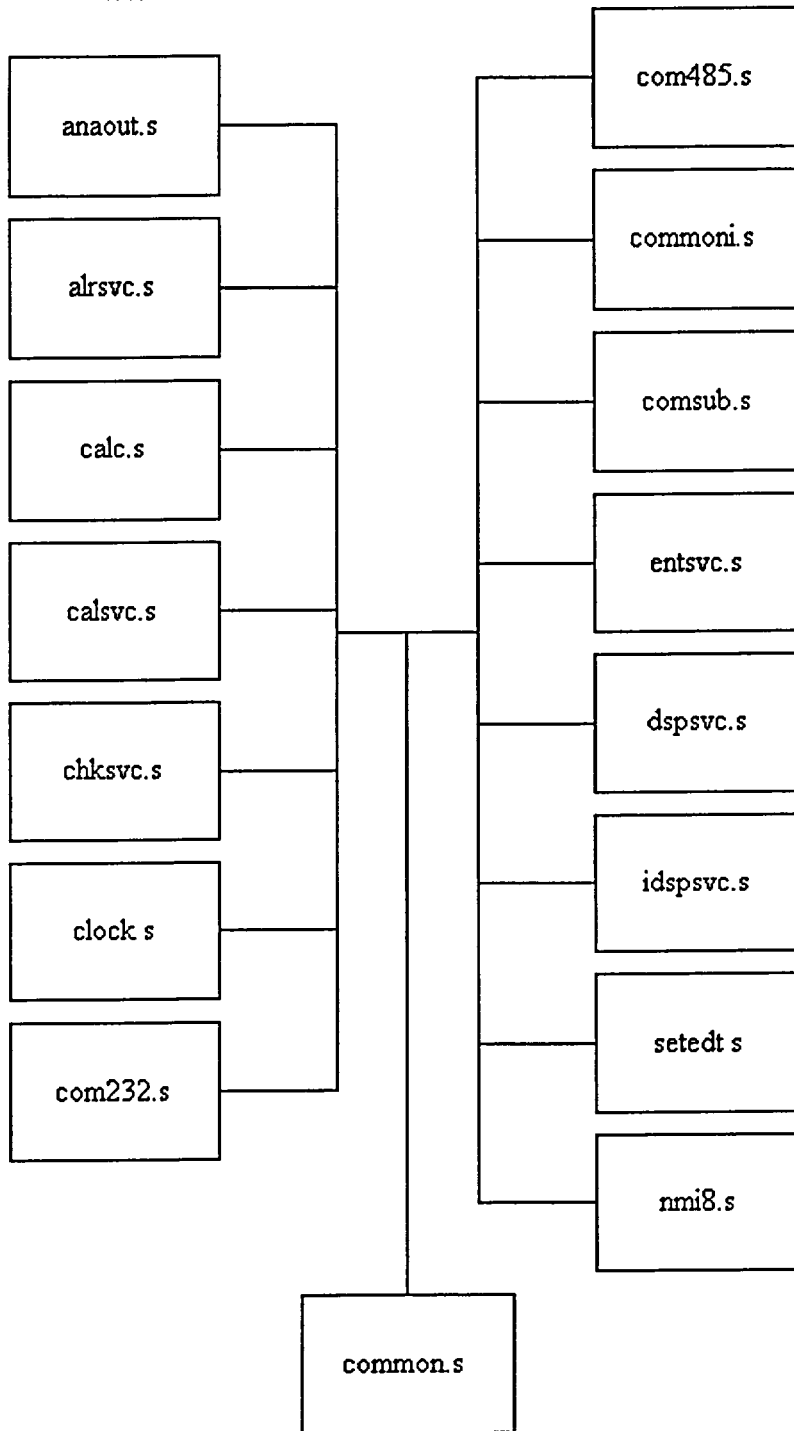 anaout.s
alrsvc.s
calc.s
calsvc.s
chksvc.s
clock s
com232.s
com485.s
commoni.s
comsub.s
entsvc.s
dspsvc.s
idspsvc.s
setedt s
nmi8.s
common.s